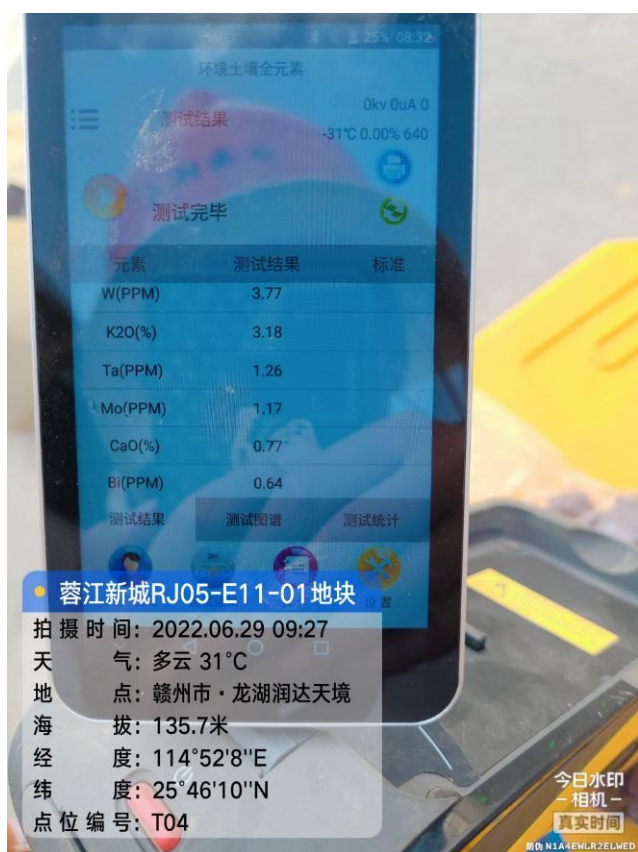 25% 08:32
环境土壤全元素
0kv 0uA 0
测试结果
-31℃ 0.00% 640
测试完毕
元素 测试结果 标准
W(PPM) 3.77
K2O(%) 3.18
Ta(PPM) 1.26
Mo(PPM) 1.17
CaO(%) 0.77
Bi(PPM) 0.64
测试结果 测试图谱 测试统计
设置
蓉江新城RJ05-E11-01地块
拍摄时间：2022.06.29 09:27
天气：多云 31°C
地点：赣州市·龙湖润达天境
海拔：135.7米
经度：114°52'8''E
纬度：25°46'10''N
点位编号：T04
今日水印
-相机-
真实时间
防伪 N1A4EWLR2ELWED